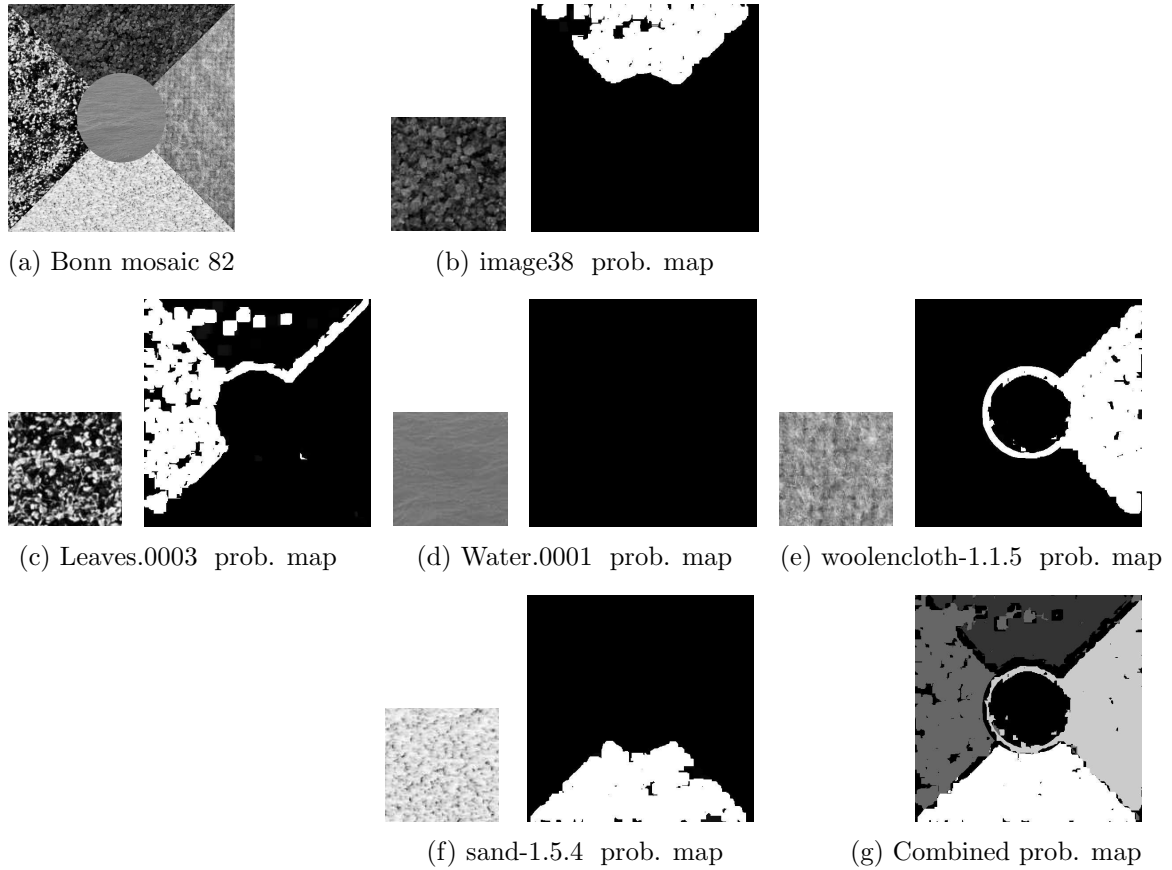 (a) Bonn mosaic 82
(b) image38 prob. map
(c) Leaves.0003 prob. map
(d) Water.0001 prob. map
(e) woolencloth-1.1.5 prob. map
(f) sand-1.5.4 prob. map
(g) Combined prob. map